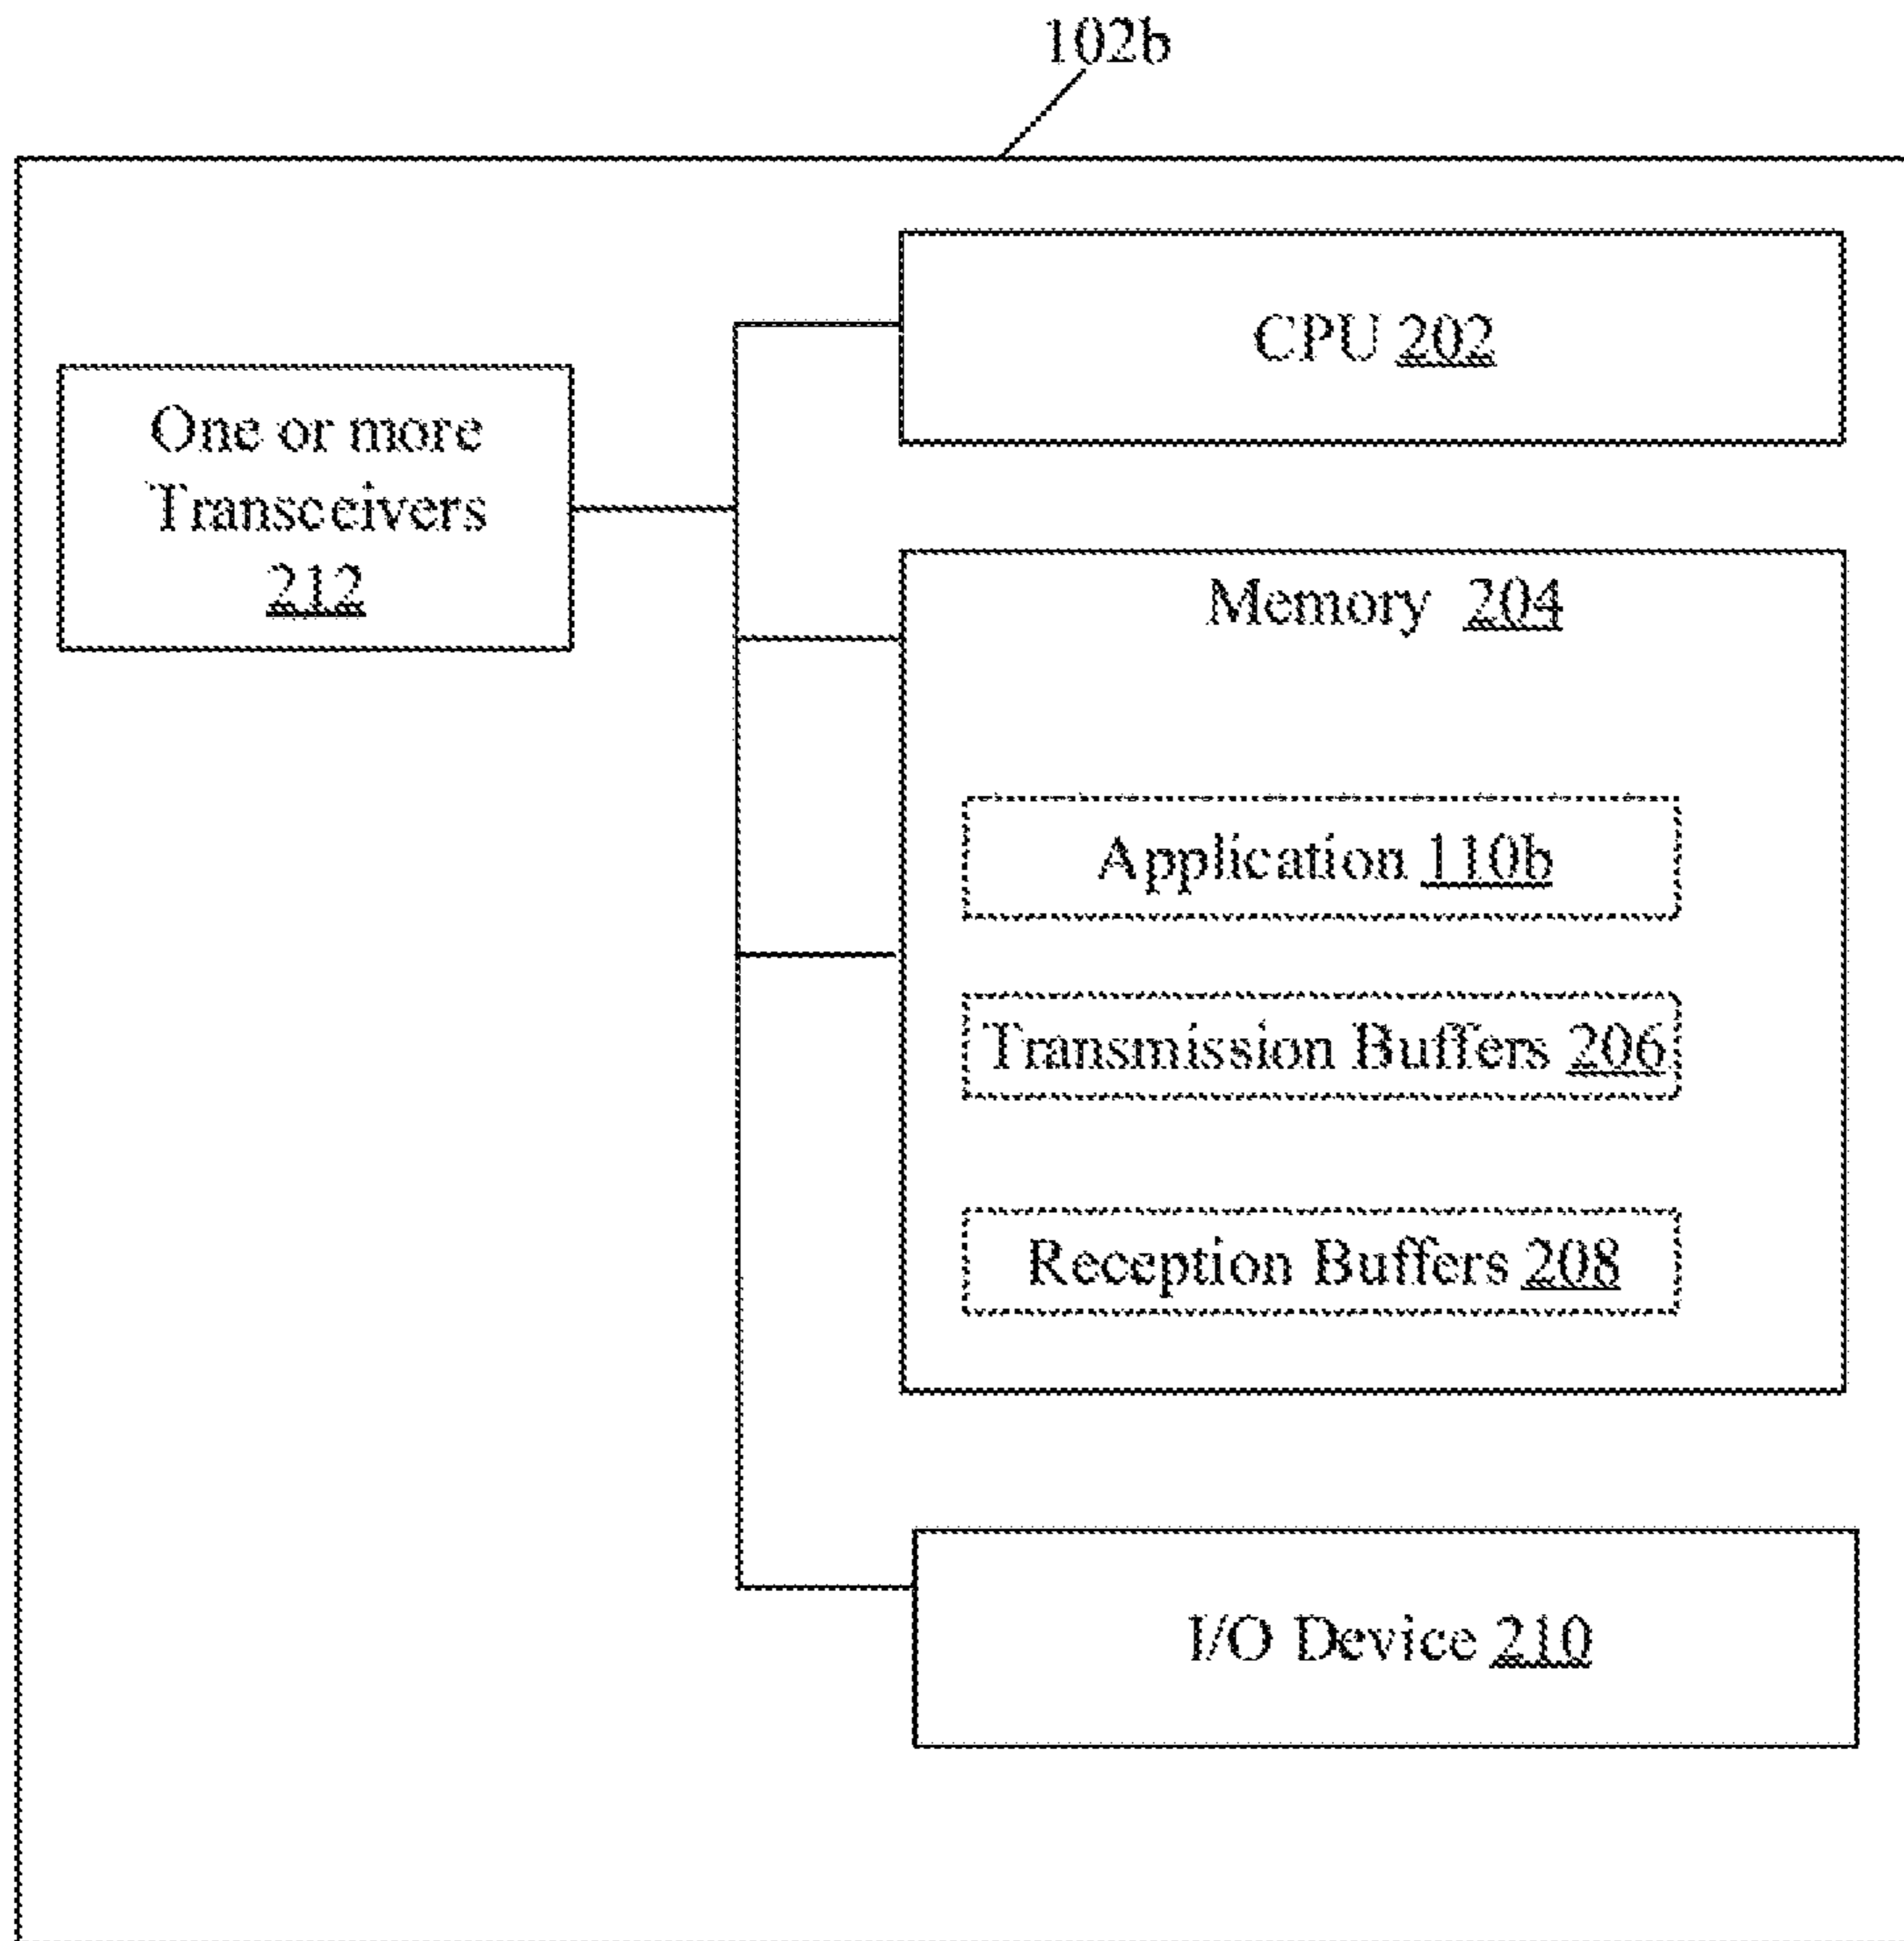 102b
CPU 202
One or more
Transceivers
212
Memory 204
Application 110b
Transmission Buffers 206
Reception Buffers 208
I/O Device 210